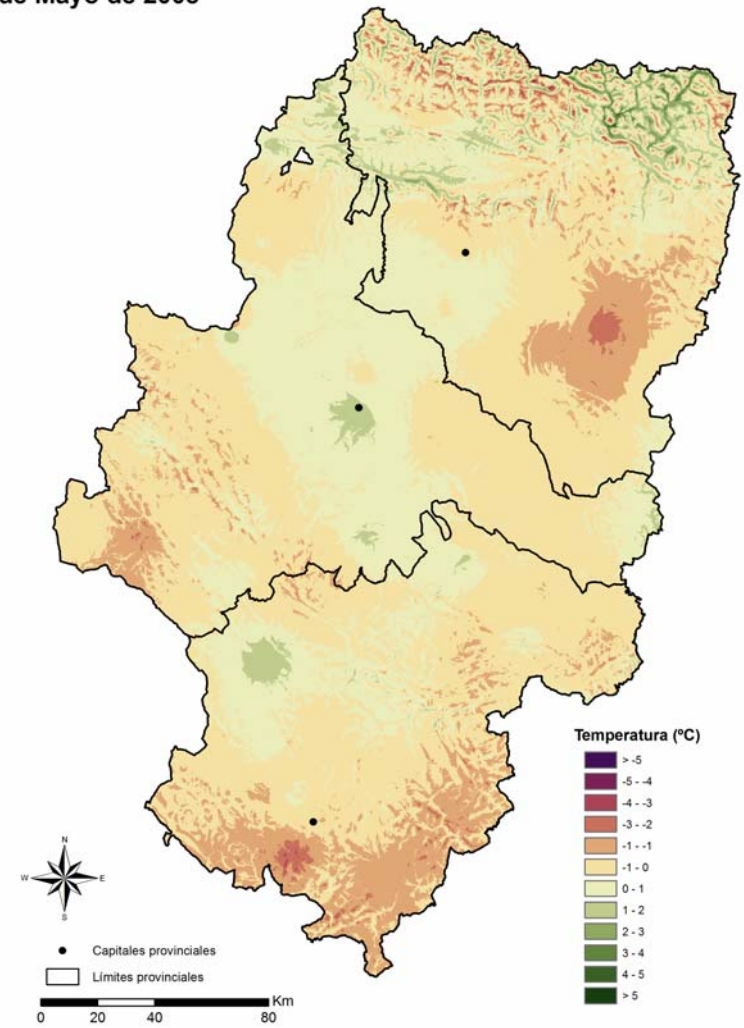 de Mayo de
Temperatura (ºC)
> -5
-5 - -4
-4 - -3
-3 - -2
-1 - -1
-1 - 0
0 - 1
1 - 2
2 - 3
3 - 4
4 - 5
> 5
N
W E
S
Capitales provinciales
Límites provinciales
Km
0 20 40 80